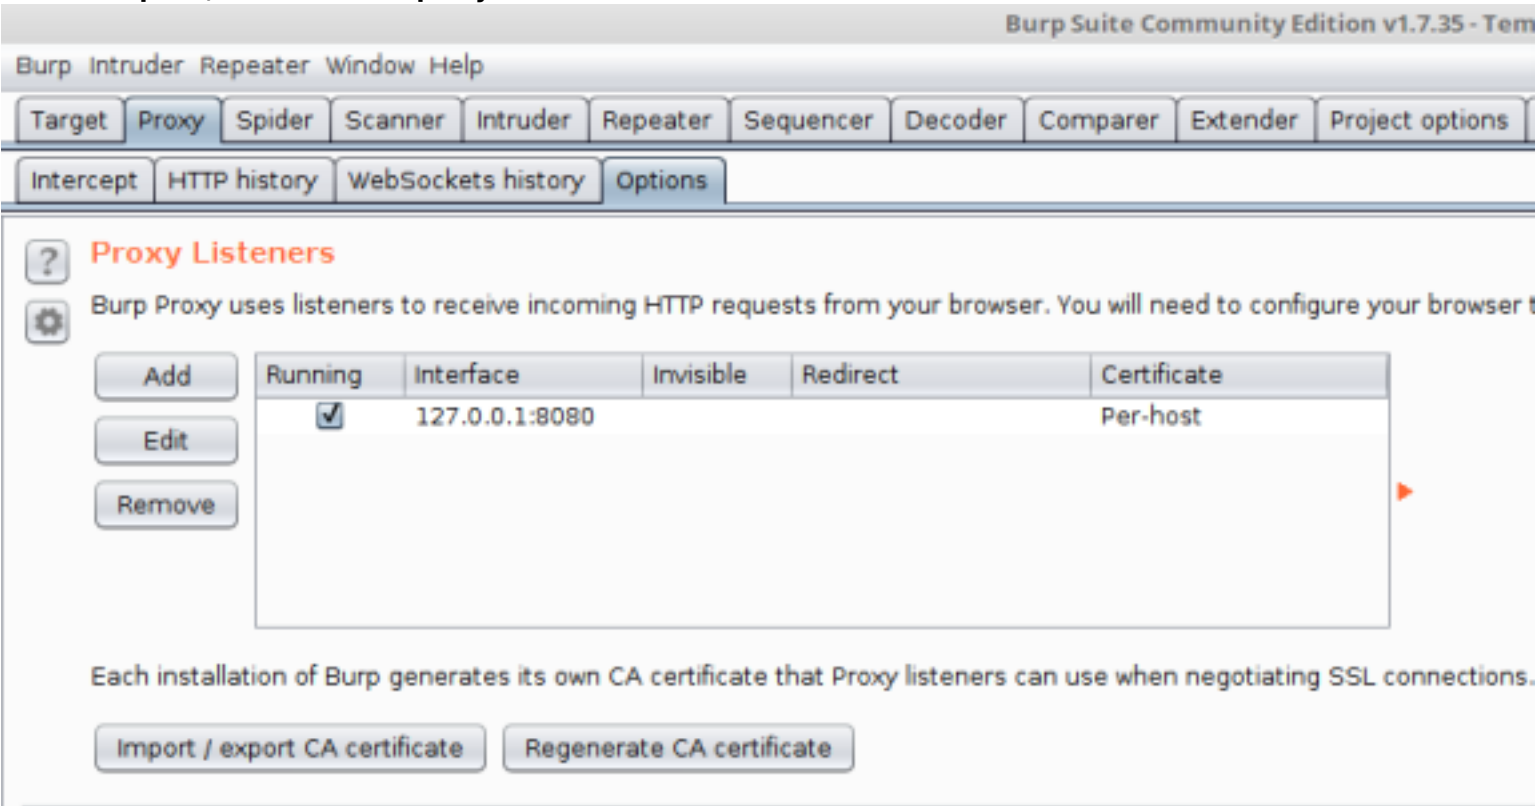 Burp Suite Community Edition v1.7.35 - Tem
Burp Intruder Repeater Window Help
Target Proxy Spider Scanner Intruder Repeater Sequencer Decoder Comparer Extender Project options
Intercept HTTP history WebSockets history Options
? Proxy Listeners
Burp Proxy uses listeners to receive incoming HTTP requests from your browser. You will need to configure your browser t
Add Running Interface Invisible Redirect Certificate
127.0.0.1:8080 Per-host
Edit
Remove
Each installation of Burp generates its own CA certificate that Proxy listeners can use when negotiating SSL connections.
Import / export CA certificate Regenerate CA certificate